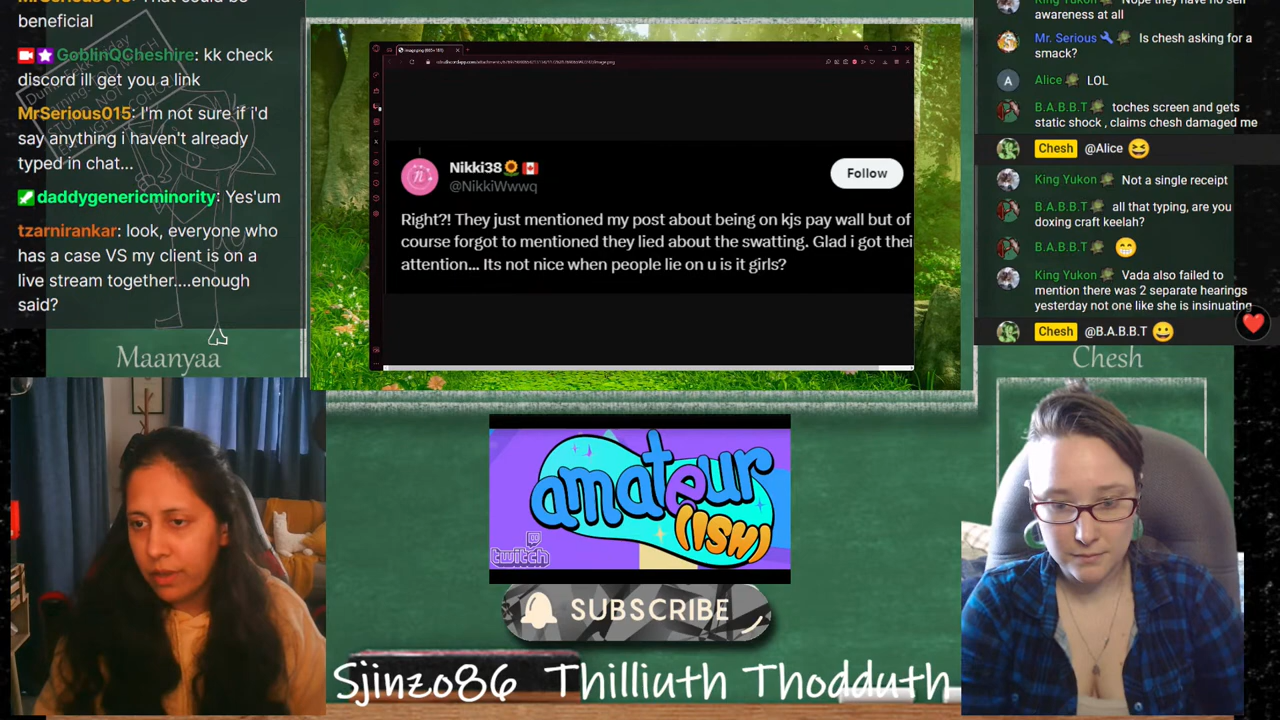 beneficial
GoblinQCheshire: kk check
discord ill get you a link
MrSerious015: I'm not sure if i'd
say anything i haven't already
typed in chat...
daddygenericminority: Yes'um
tzarnirankar: look, everyone who
has a case VS my client is on a
live stream together....enough
said?
Maanyaa
Nikki38
@NikkiWwwq
Follow
Right?! They just mentioned my post about being on kjs pay wall but of
course forgot to mentioned they lied about the swatting. Glad i got thei
attention... Its not nice when people lie on u is it girls?
King Yukon Nope they have no self
awareness at all
Mr. Serious Is chesh asking for a
smack?
A
Alice LOL
B.A.B.B.T toches screen and gets
static shock , claims chesh damaged me
Chesh @Alice
King Yukon Not a single receipt
B.A.B.B.T all that typing, are you
doxing craft keelah?
B.A.B.B.T
King Yukon Vada also failed to
mention there was 2 separate hearings
yesterday not one like she is insinuating
Chesh @B.A.B.B.T
Chesh
amateur
(ISH)
twitch
SUBSCRIBE
Sjinzo86 Thilliuth Thodduth